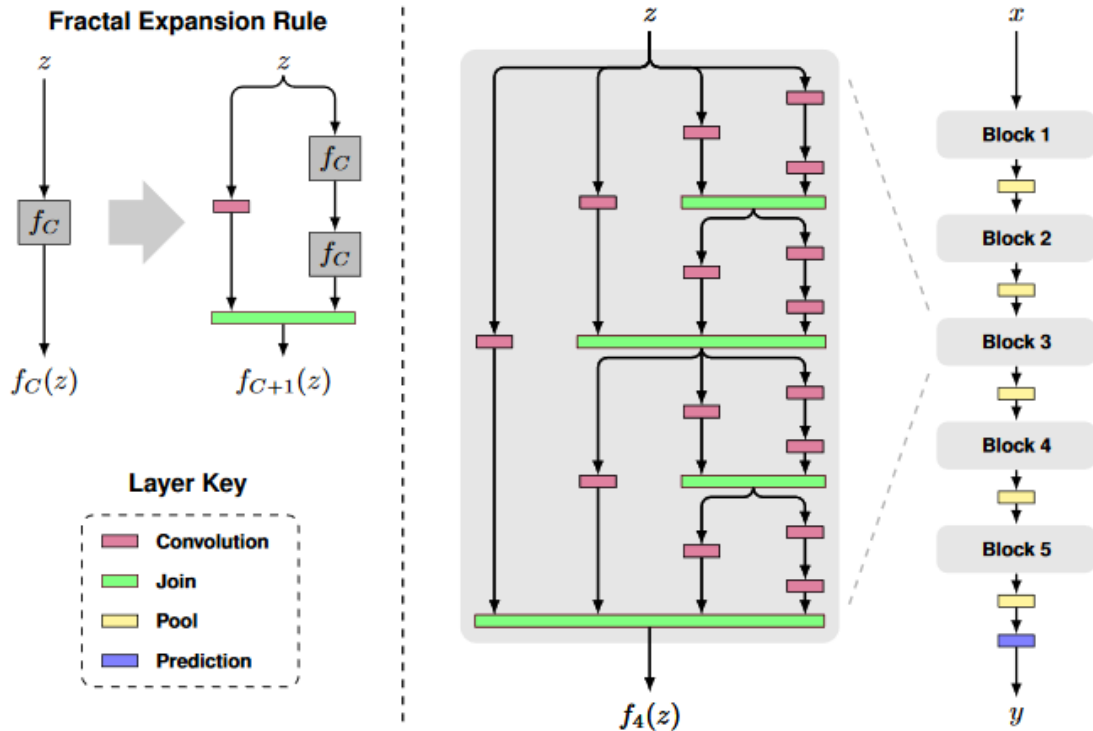 Fractal Expansion Rule
z
z
f_C
f_C
f_C
f_C(z)
f_{C+1}(z)
Layer Key
Convolution
Join
Pool
Prediction
z
f_4(z)
x
Block 1
Block 2
Block 3
Block 4
Block 5
y